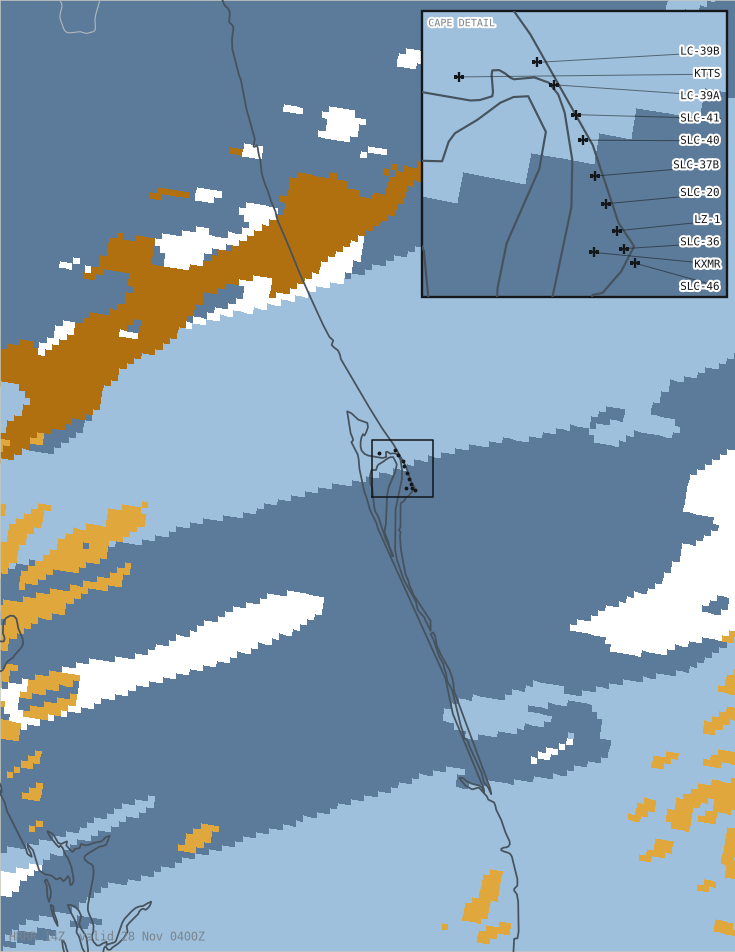 CAPE DETAIL
LC-39B
KTTS
LC-39A
SLC-41
SLC-40
SLC-37B
SLC-20
LZ-1
SLC-36
KXMR
SLC-46
14Z valid 28 Nov 0400Z